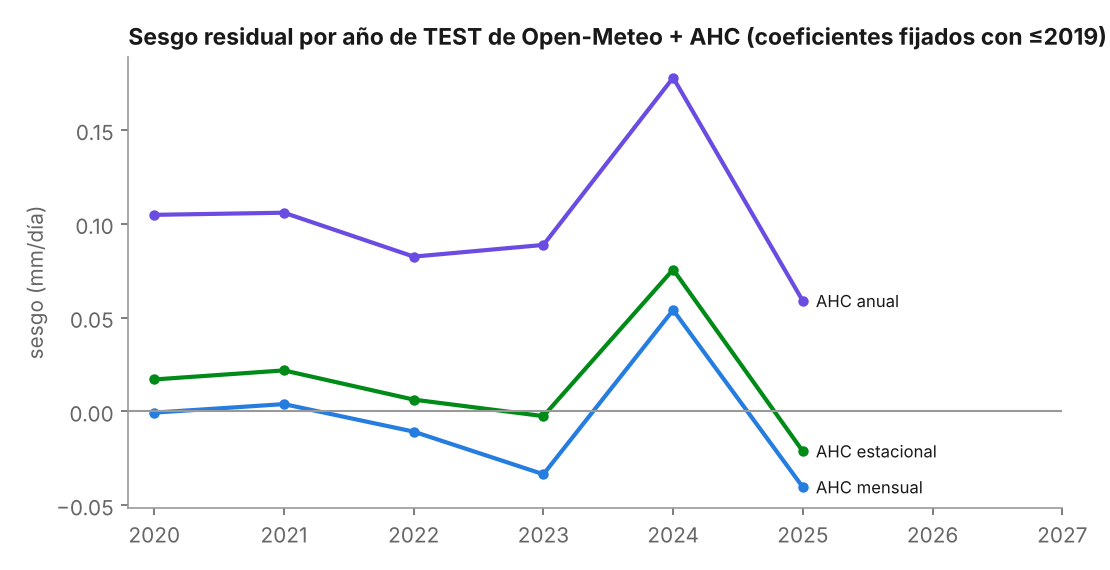 Sesgo residual por año de TEST de Open-Meteo + AHC (coeficientes fijados con ≤2019)
sesgo (mm/día)
0.15
0.10
0.05
0.00
−0.05
AHC anual
AHC estacional
AHC mensual
2020 2021 2022 2023 2024 2025 2026 2027